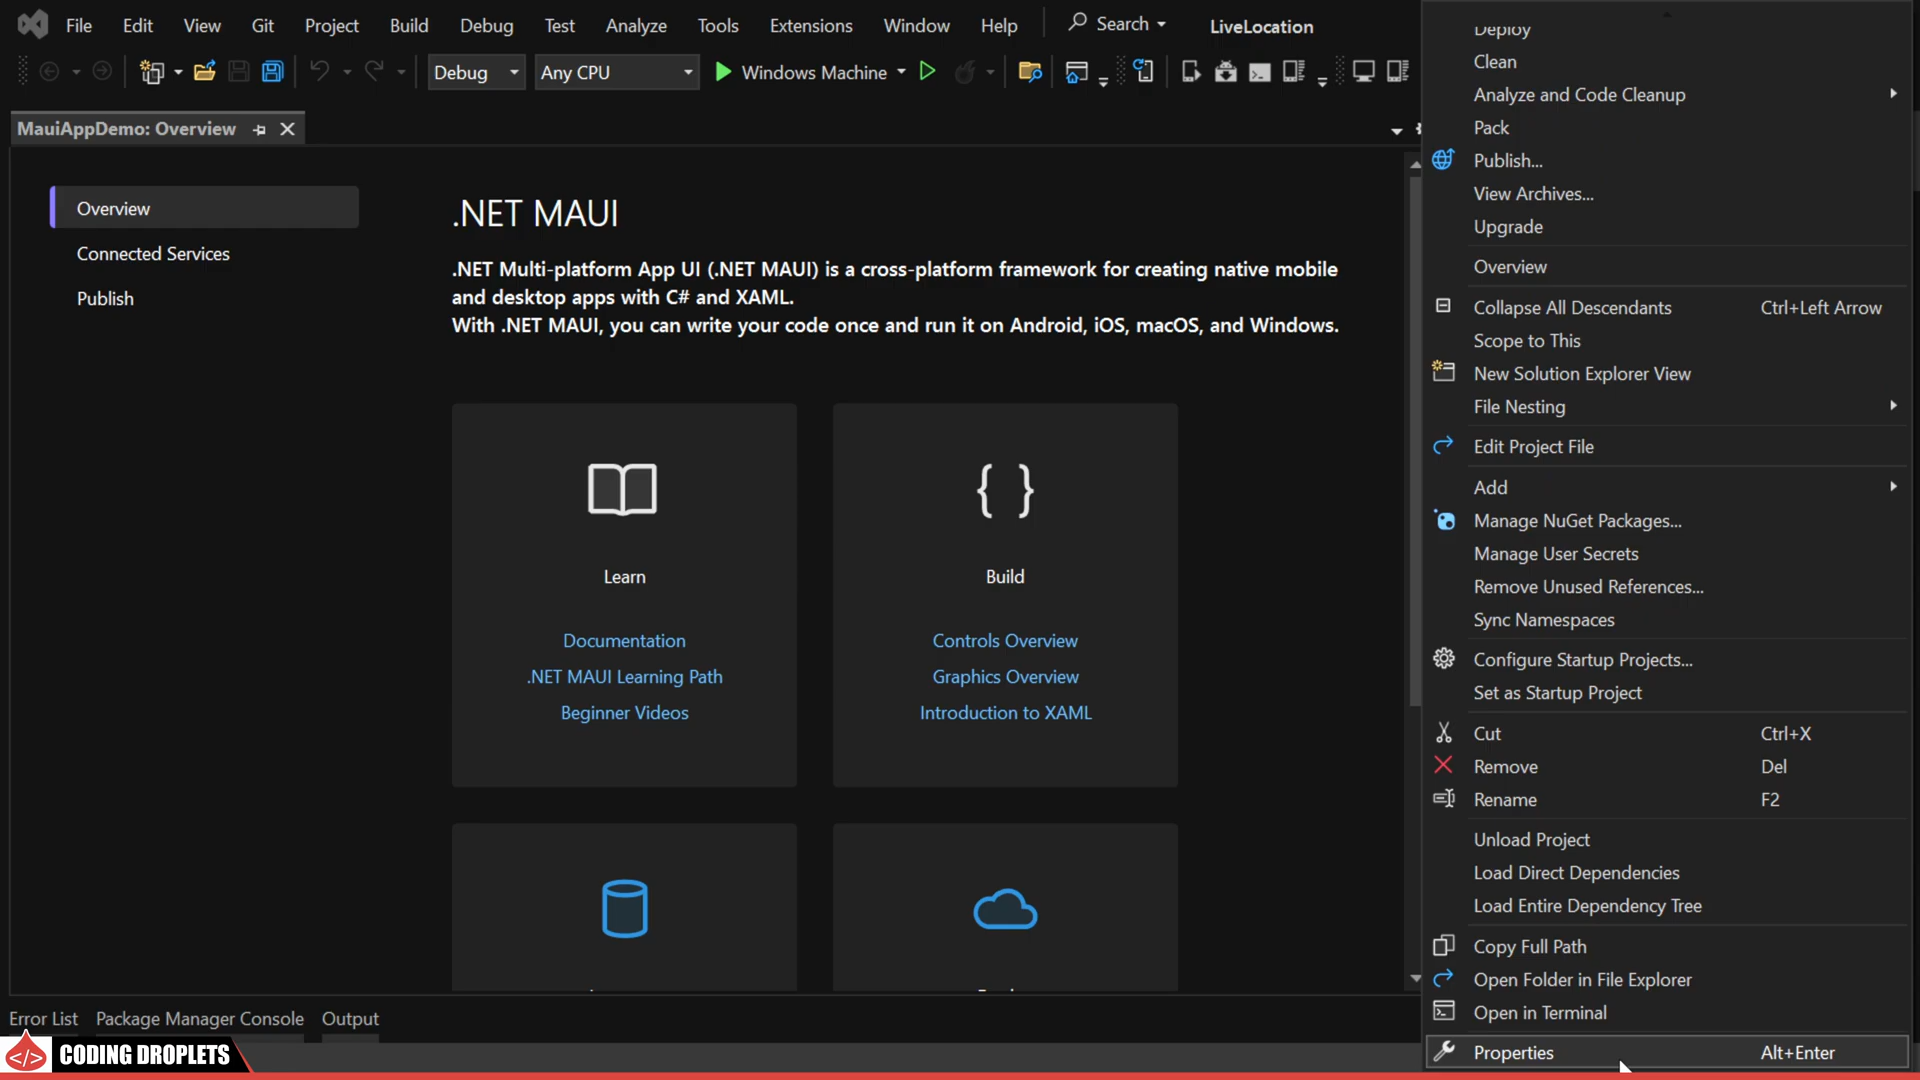 File Edit View Git Project Build Debug Test Analyze Tools Extensions Window Help Search LiveLocation
Debug Any CPU Windows Machine
MauiAppDemo: Overview
Overview
Connected Services
Publish
.NET MAUI
.NET Multi-platform App UI (.NET MAUI) is a cross-platform framework for creating native mobile
and desktop apps with C# and XAML.
With .NET MAUI, you can write your code once and run it on Android, iOS, macOS, and Windows.
Learn
Documentation
.NET MAUI Learning Path
Beginner Videos
{ }
Build
Controls Overview
Graphics Overview
Introduction to XAML
Error List Package Manager Console Output
</> CODING DROPLETS
Deploy
Clean
Analyze and Code Cleanup
Pack
Publish...
View Archives...
Upgrade
Overview
Collapse All Descendants Ctrl+Left Arrow
Scope to This
New Solution Explorer View
File Nesting
Edit Project File
Add
Manage NuGet Packages...
Manage User Secrets
Remove Unused References...
Sync Namespaces
Configure Startup Projects...
Set as Startup Project
Cut Ctrl+X
Remove Del
Rename F2
Unload Project
Load Direct Dependencies
Load Entire Dependency Tree
Copy Full Path
Open Folder in File Explorer
Open in Terminal
Properties Alt+Enter